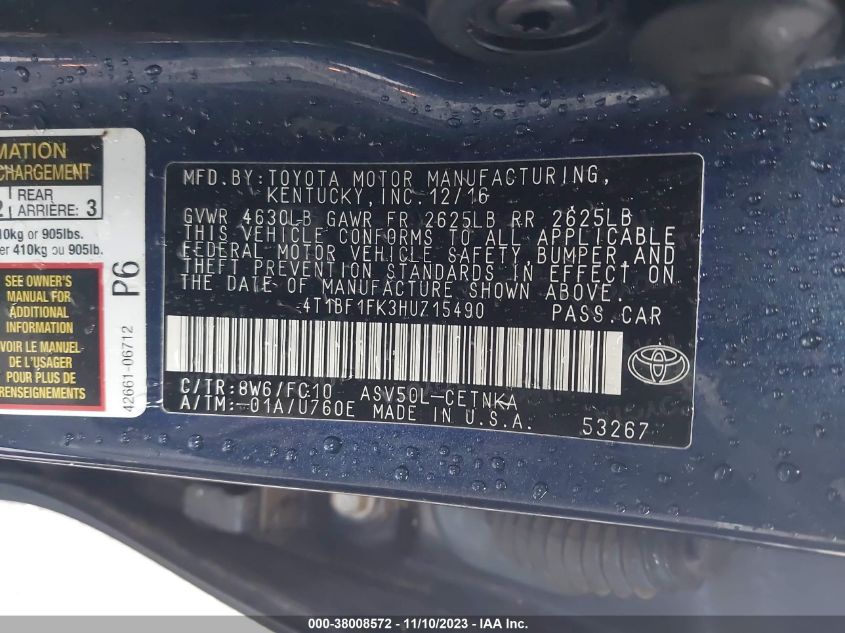 MATION
CHARGEMENT
REAR
2 ARRIÈRE: 3
10kg or 905lbs.
er 410kg ou 905lb.
SEE OWNER'S
MANUAL FOR
ADDITIONAL
INFORMATION
VOIR LE MANUEL
DE L'USAGER
POUR PLUS DE
RENSEIGNEMENTS
P6
42661-06712
MFD.BY:TOYOTA MOTOR MANUFACTURING,
KENTUCKY, INC. 12/16
GVWR 4630LB GAWR FR 2625LB RR 2625LB
THIS VEHICLE CONFORMS TO ALL APPLICABLE
FEDERAL MOTOR VEHICLE SAFETY, BUMPER, AND
THEFT PREVENTION STANDARDS IN EFFECT ON
THE DATE OF MANUFACTURE SHOWN ABOVE.
4T1BF1FK3HU715490 PASS.CAR
C/TR:8W6/FC10 ASV50L-CETNKA
A/TM:-01A/U760E MADE IN U.S.A. 53267
000-38008572 - 11/10/2023 - IAAI.com